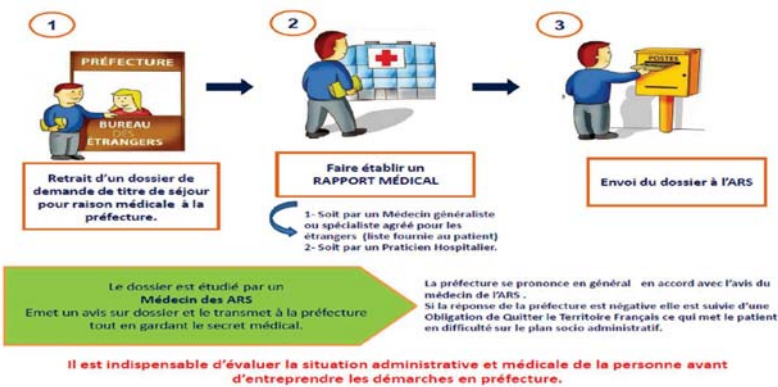 1
2
3
PRÉFECTURE
BUREAU
DES
ÉTRANGERS
POSTES
Retrait d'un dossier de
demande de titre de séjour
pour raison médicale à la
préfecture.
Faire établir un
RAPPORT MÉDICAL
Envoi du dossier à l'ARS
1- Soit par un Médecin généraliste
ou spécialiste agréé pour les
étrangers (liste fournie au patient)
2- Soit par un Praticien Hospitalier.
Le dossier est étudié par un
Médecin des ARS
Emet un avis sur dossier et le transmet à la préfecture
tout en gardant le secret médical.
La préfecture se prononce en général en accord avec l'avis du
médecin de l'ARS .
Si la réponse de la préfecture est négative elle est suivie d'une
Obligation de Quitter le Territoire Français ce qui met le patient
en difficulté sur le plan socio administratif.
Il est indispensable d'évaluer la situation administrative et médicale de la personne avant
d'entreprendre les démarches en préfecture.